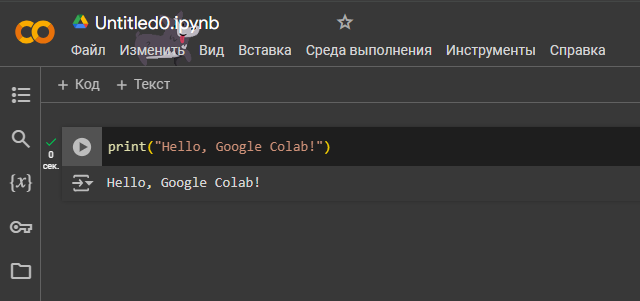 Untitled0.ipynb
Файл Изменить Вид Вставка Среда выполнения Инструменты Справка
+ Код + Текст
0
сек.
print("Hello, Google Colab!")
{x}
Hello, Google Colab!